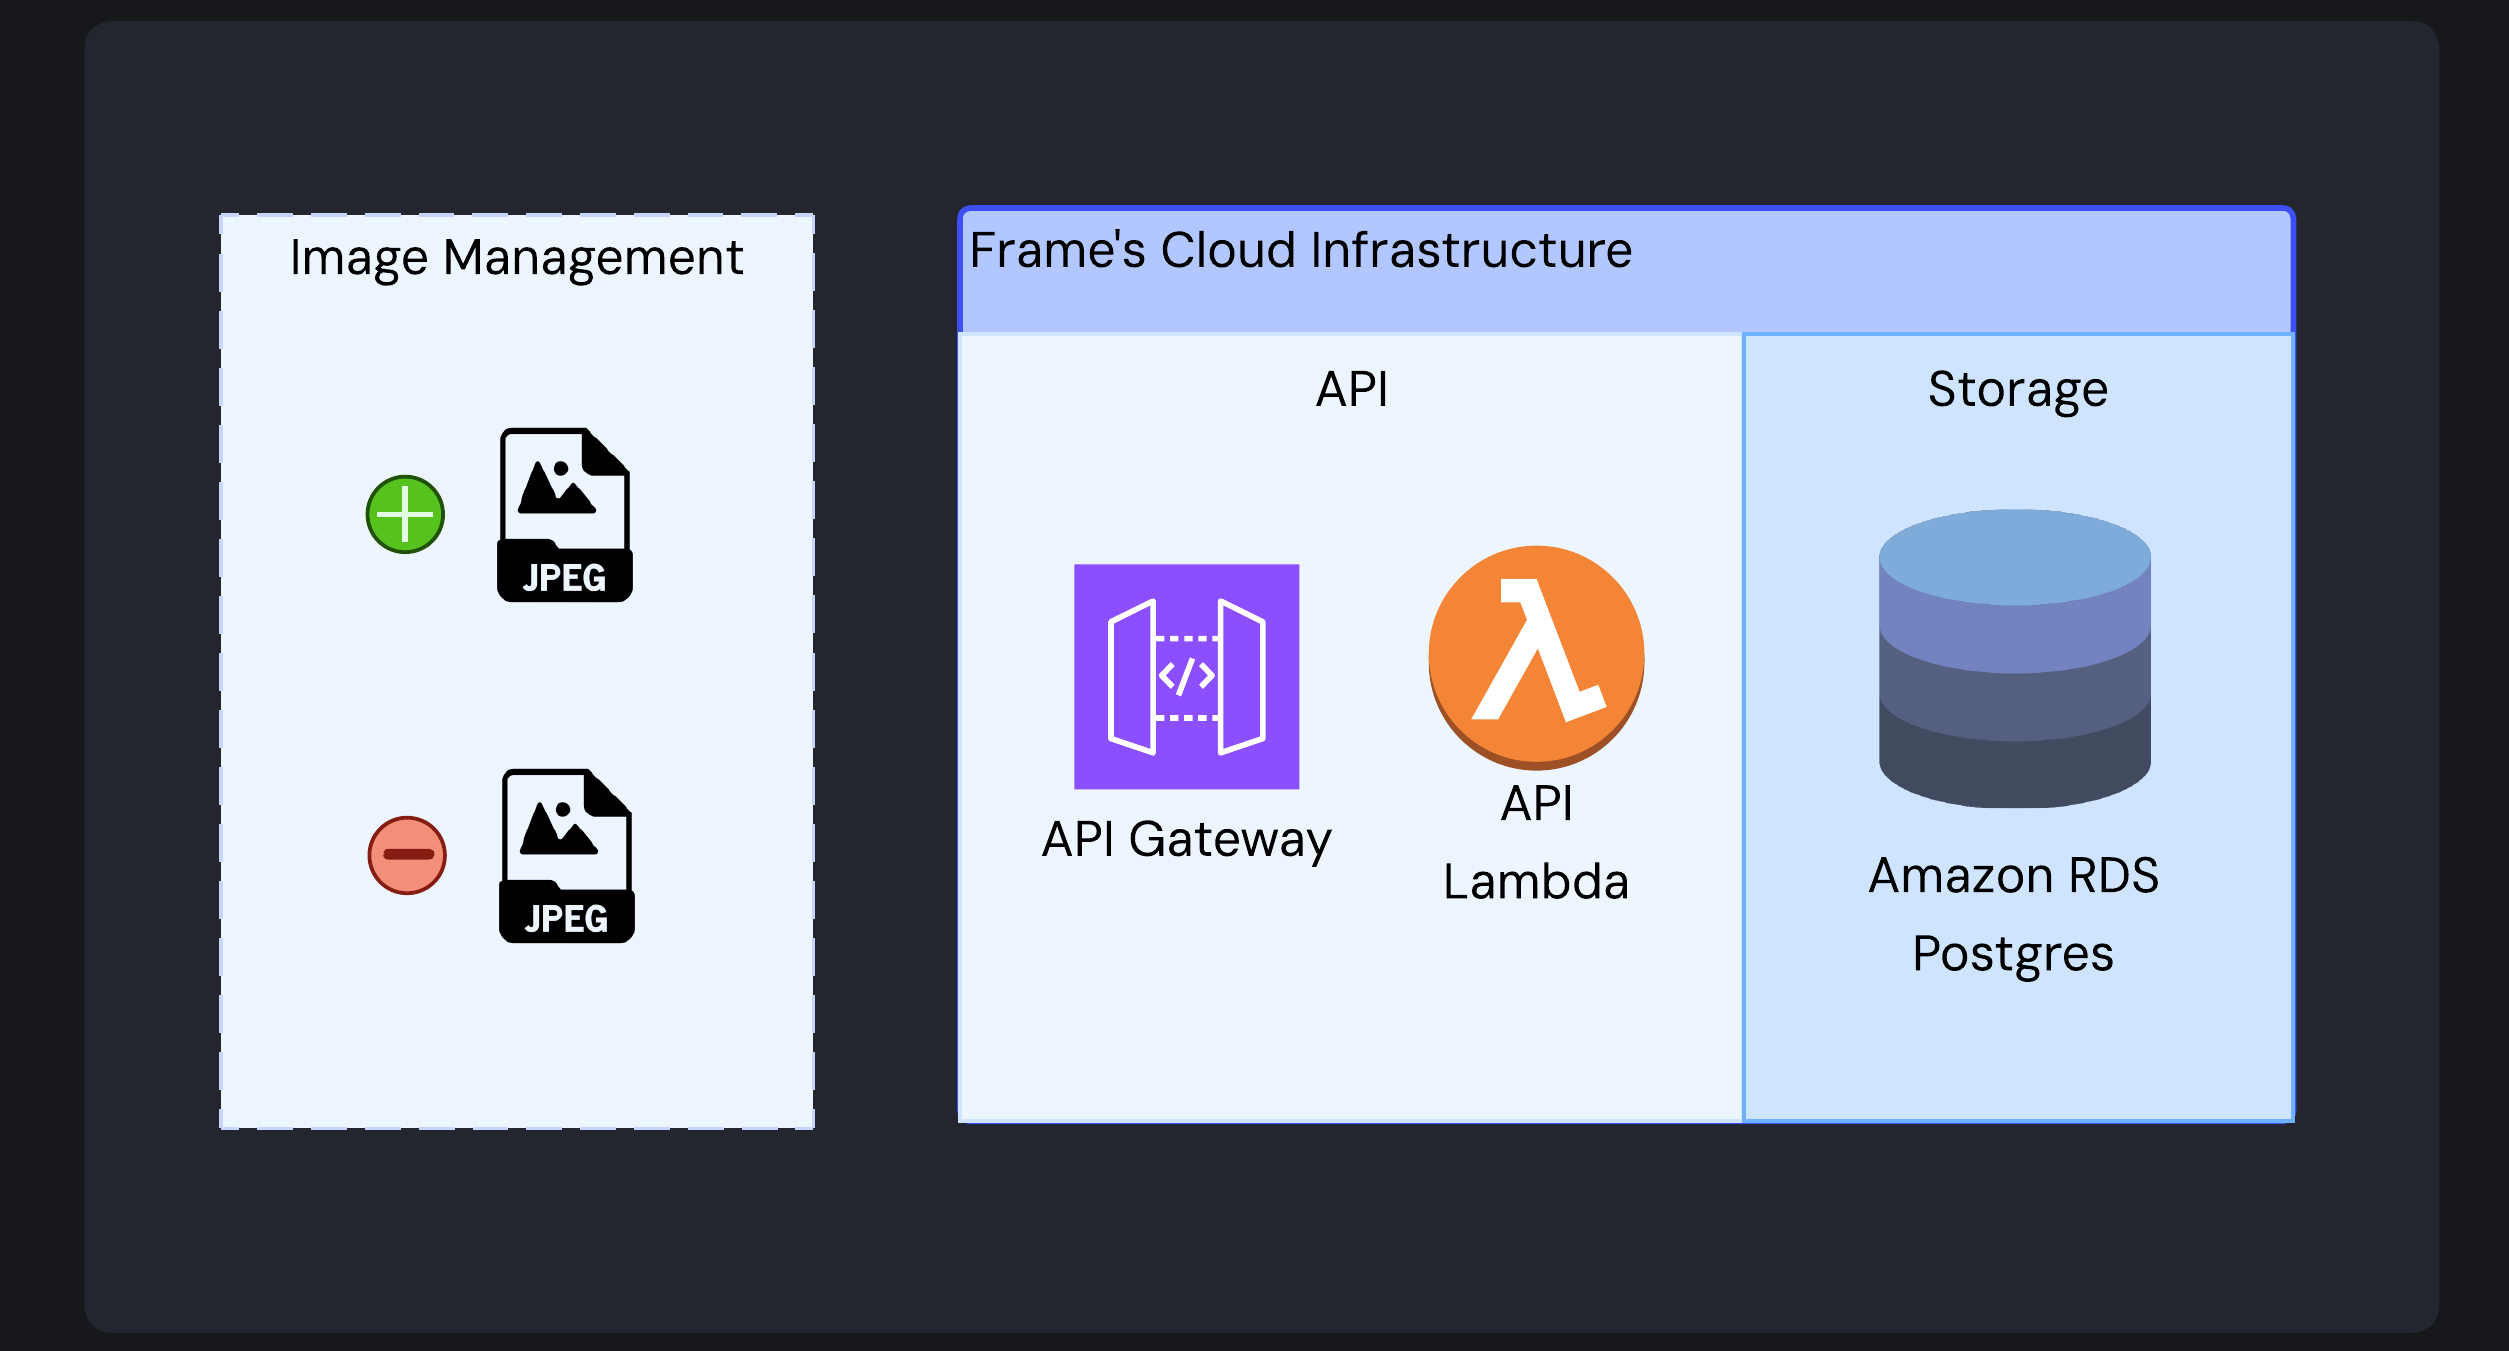 Image Management
JPEG
JPEG
Frame's Cloud Infrastructure
API
API Gateway
API
Lambda
Storage
Amazon RDS
Postgres